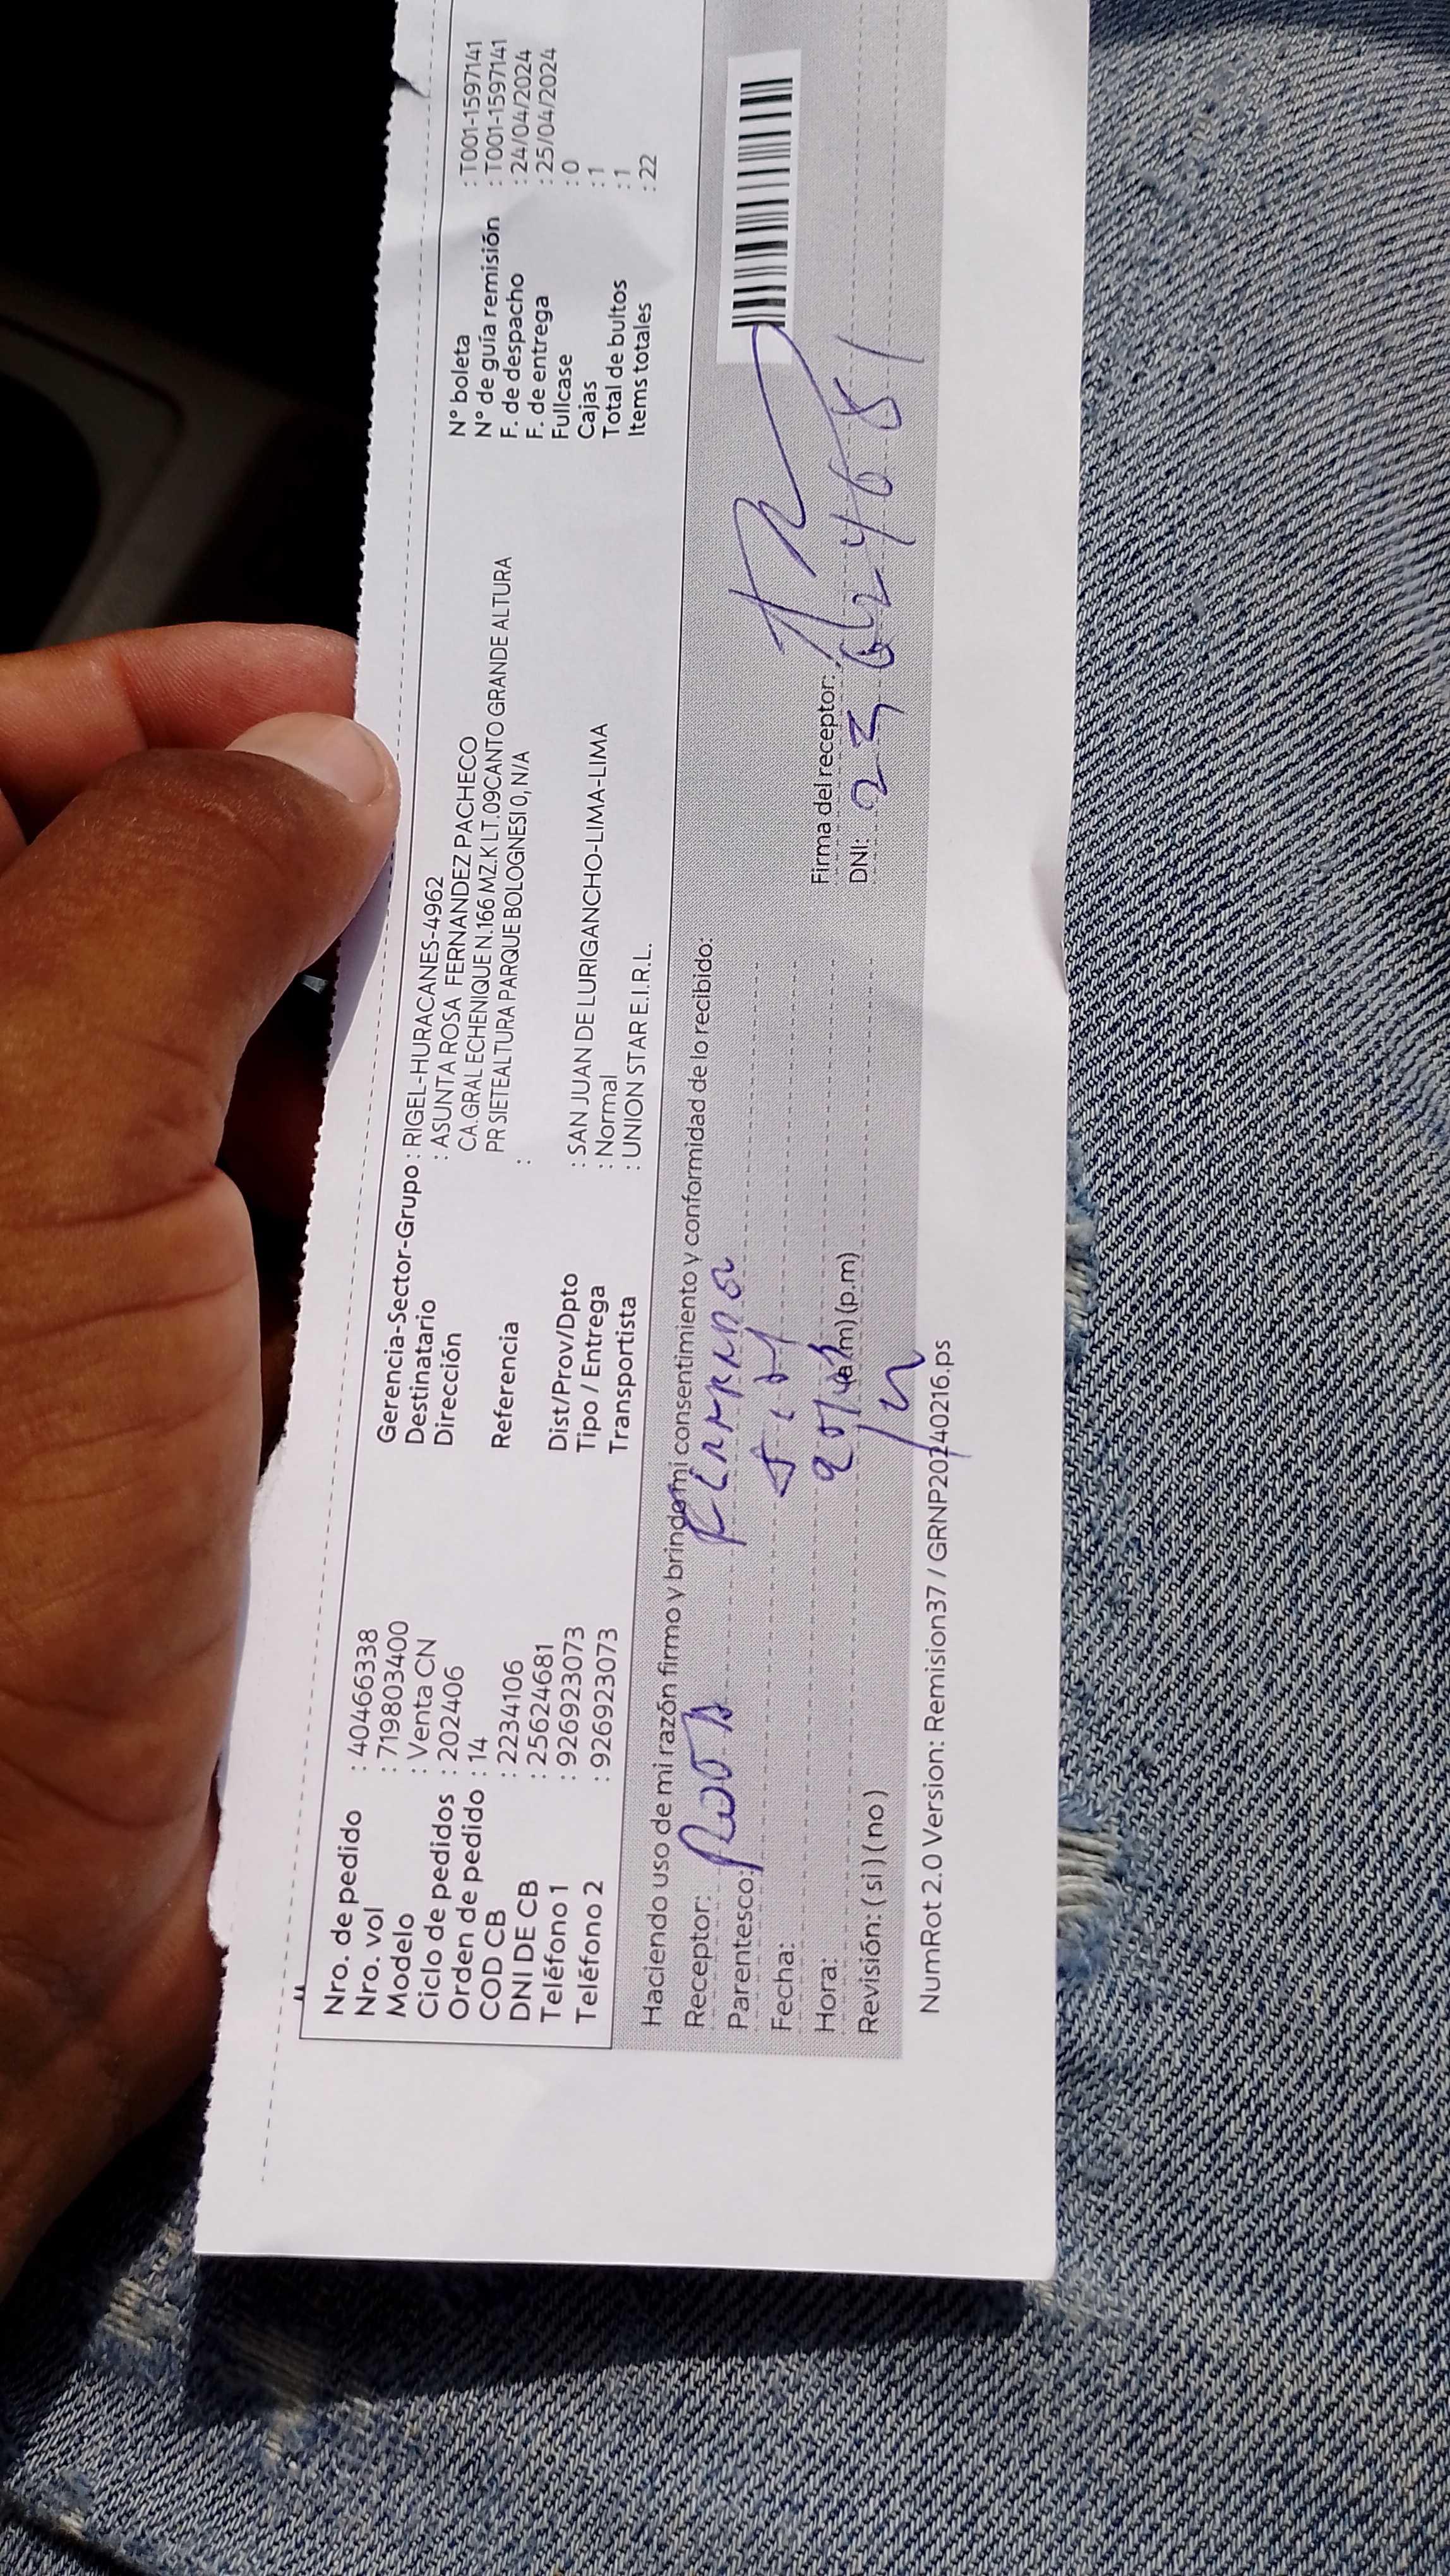 Nro. de pedido : 40466338
Nro. vol : 719803400
Modelo : Venta CN
Ciclo de pedidos : 202406
Orden de pedido : 14
COD CB : 2234106
DNI DE CB : 25624681
Teléfono 1 : 926923073
Teléfono 2 : 926923073
Gerencia-Sector-Grupo : RIGEL-HURACANES-4962
Destinatario : ASUNTA ROSA FERNANDEZ PACHECO
Dirección CA.GRAL ECHENIQUE N.166 MZ.K LT.09CANTO GRANDE ALTURA
PR SIETEALTURA PARQUE BOLOGNESI 0, N/A
Referencia :
Dist/Prov/Dpto : SAN JUAN DE LURIGANCHO-LIMA-LIMA
Tipo / Entrega : Normal
Transportista : UNION STAR E.I.R.L.
N° boleta : T001-1597141
N° de guía remisión : T001-1597141
F. de despacho : 24/04/2024
F. de entrega : 25/04/2024
Fullcase : 0
Cajas : 1
Total de bultos : 1
Items totales : 22
Haciendo uso de mi razón firmo y brindo mi consentimiento y conformidad de lo recibido:
Receptor:
Parentesco:
Fecha:
Hora: (a.m) (p.m)
Revisión: ( si ) ( no )
Firma del receptor:
DNI:
NumRot 2.0 Version: Remision37 / GRNP20240216.ps